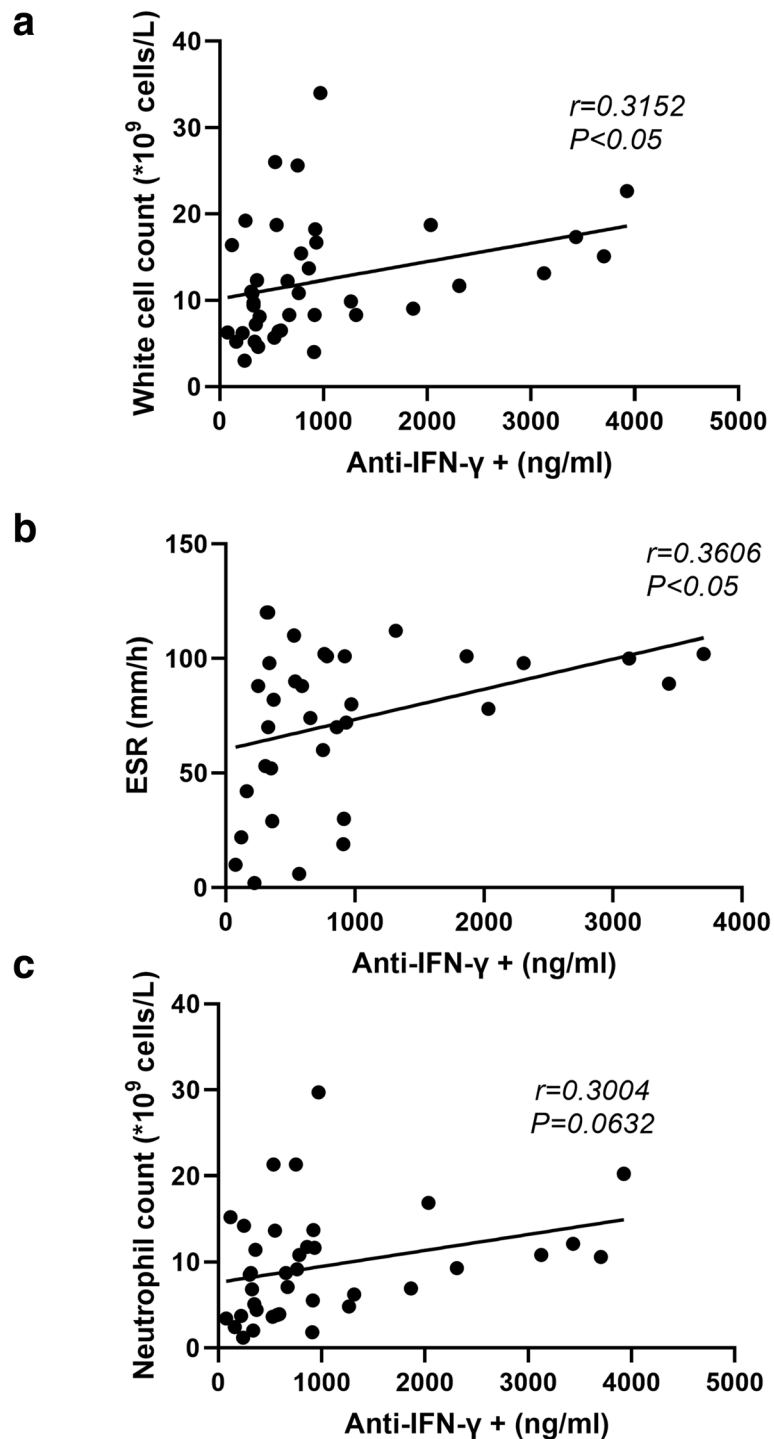 a
White cell count (*10⁹ cells/L)
40
30
20
10
0
r=0.3152
P<0.05
0 1000 2000 3000 4000 5000
Anti-IFN-γ + (ng/ml)
b
ESR (mm/h)
150
100
50
0
r=0.3606
P<0.05
0 1000 2000 3000 4000
Anti-IFN-γ + (ng/ml)
c
Neutrophil count (*10⁹ cells/L)
40
30
20
10
0
r=0.3004
P=0.0632
0 1000 2000 3000 4000 5000
Anti-IFN-γ + (ng/ml)